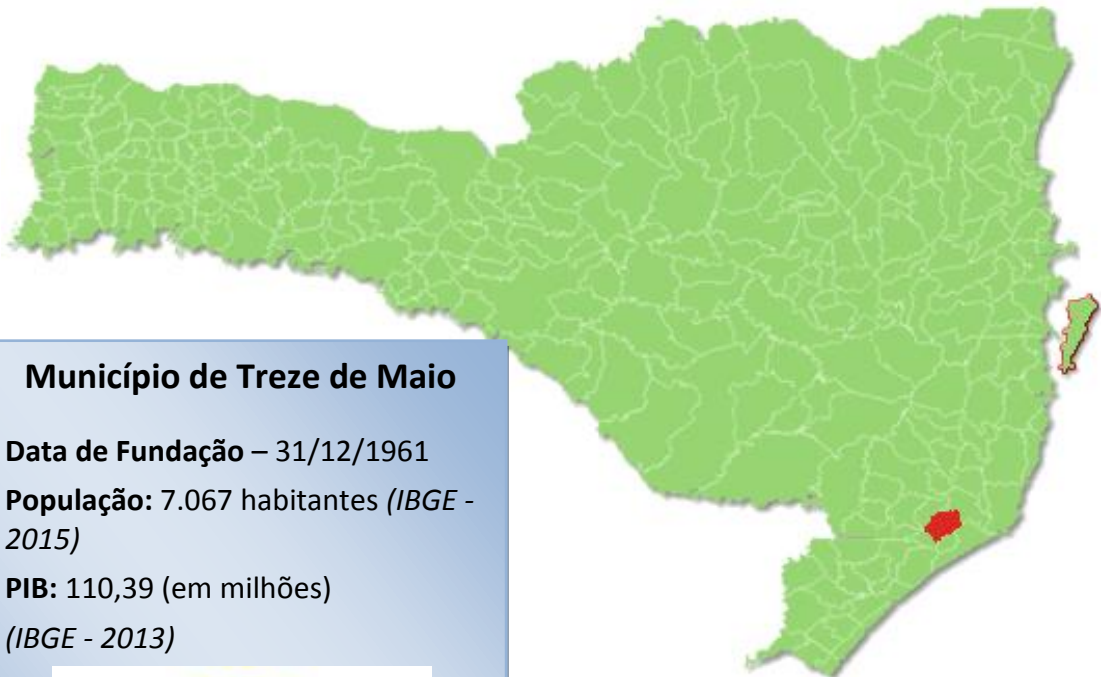 Município de Treze de Maio
Data de Fundação – 31/12/1961
População: 7.067 habitantes (IBGE -
2015)
PIB: 110,39 (em milhões)
(IBGE - 2013)